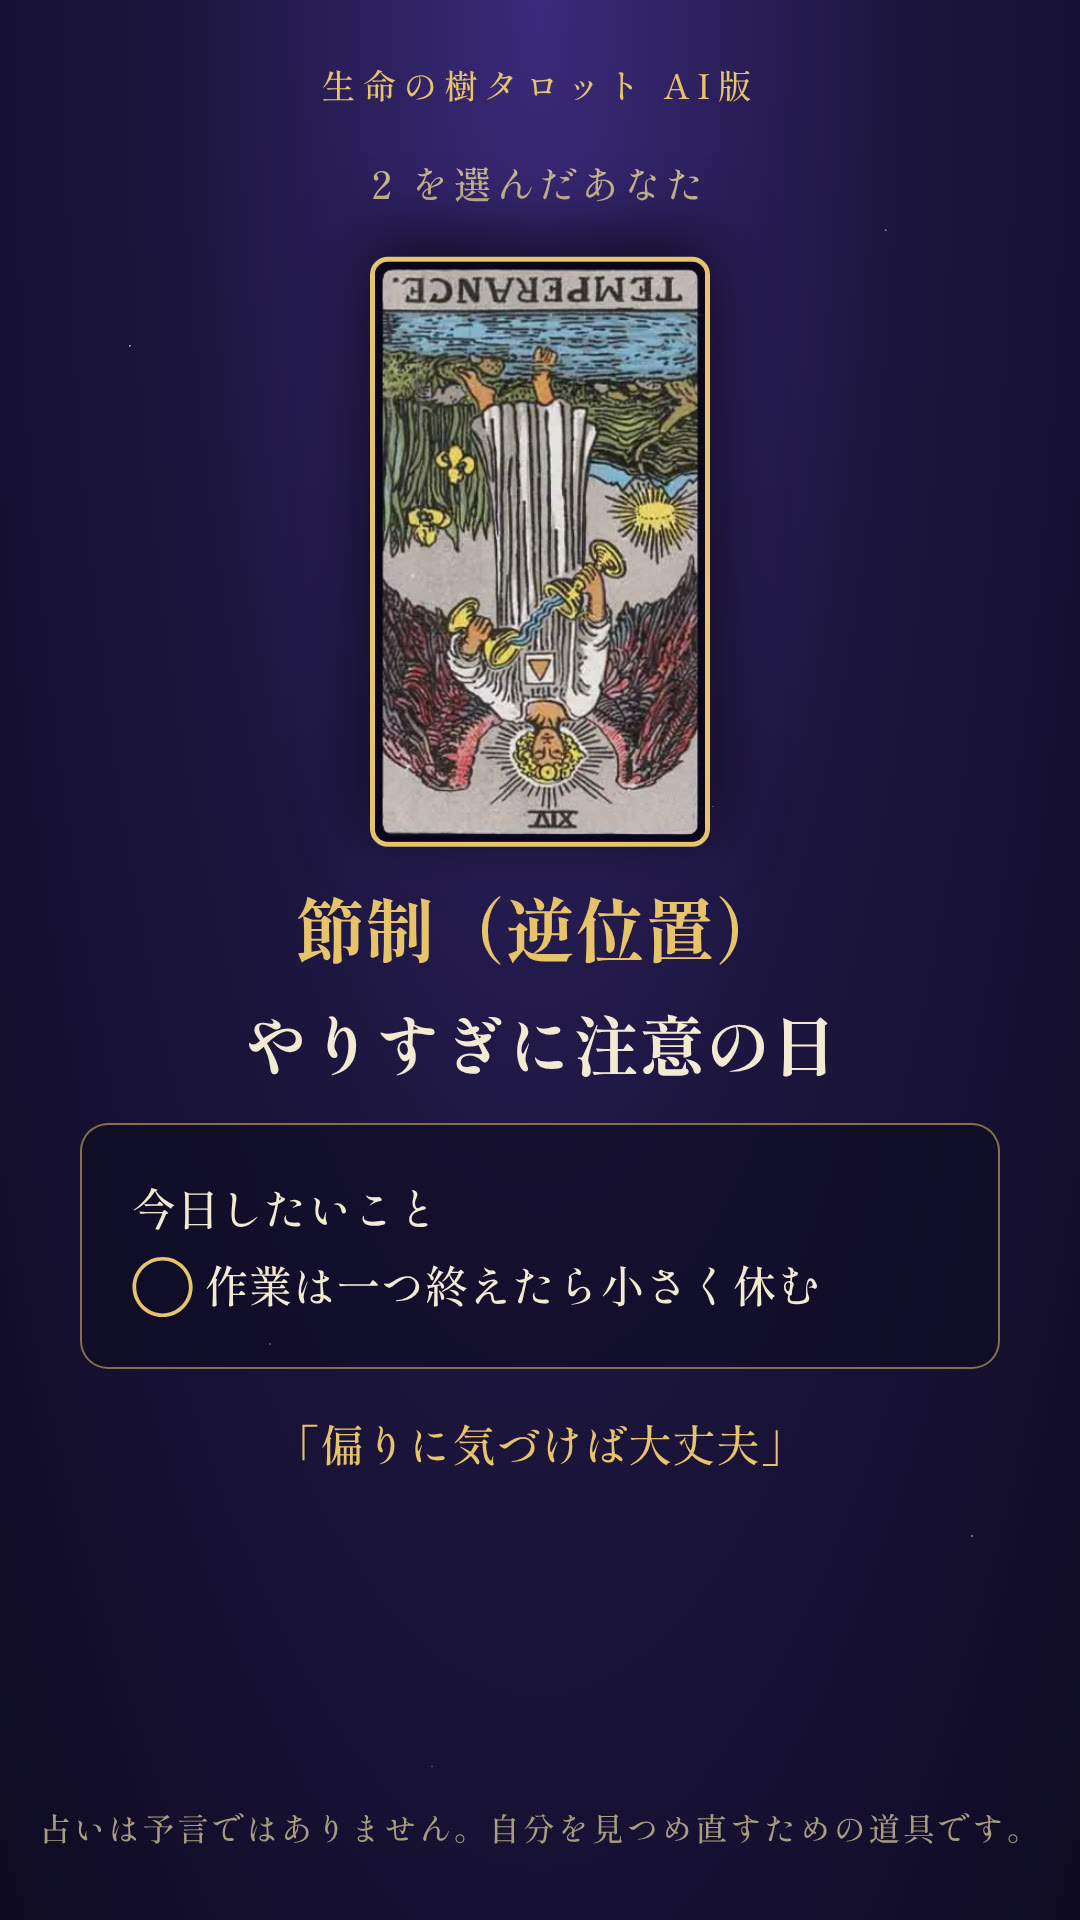 生命の樹タロット AI版
2 を選んだあなた
TEMPERANCE.
XIV
節制（逆位置）
やりすぎに注意の日
今日したいこと
◯ 作業は一つ終えたら小さく休む
「偏りに気づけば大丈夫」
占いは予言ではありません。自分を見つめ直すための道具です。